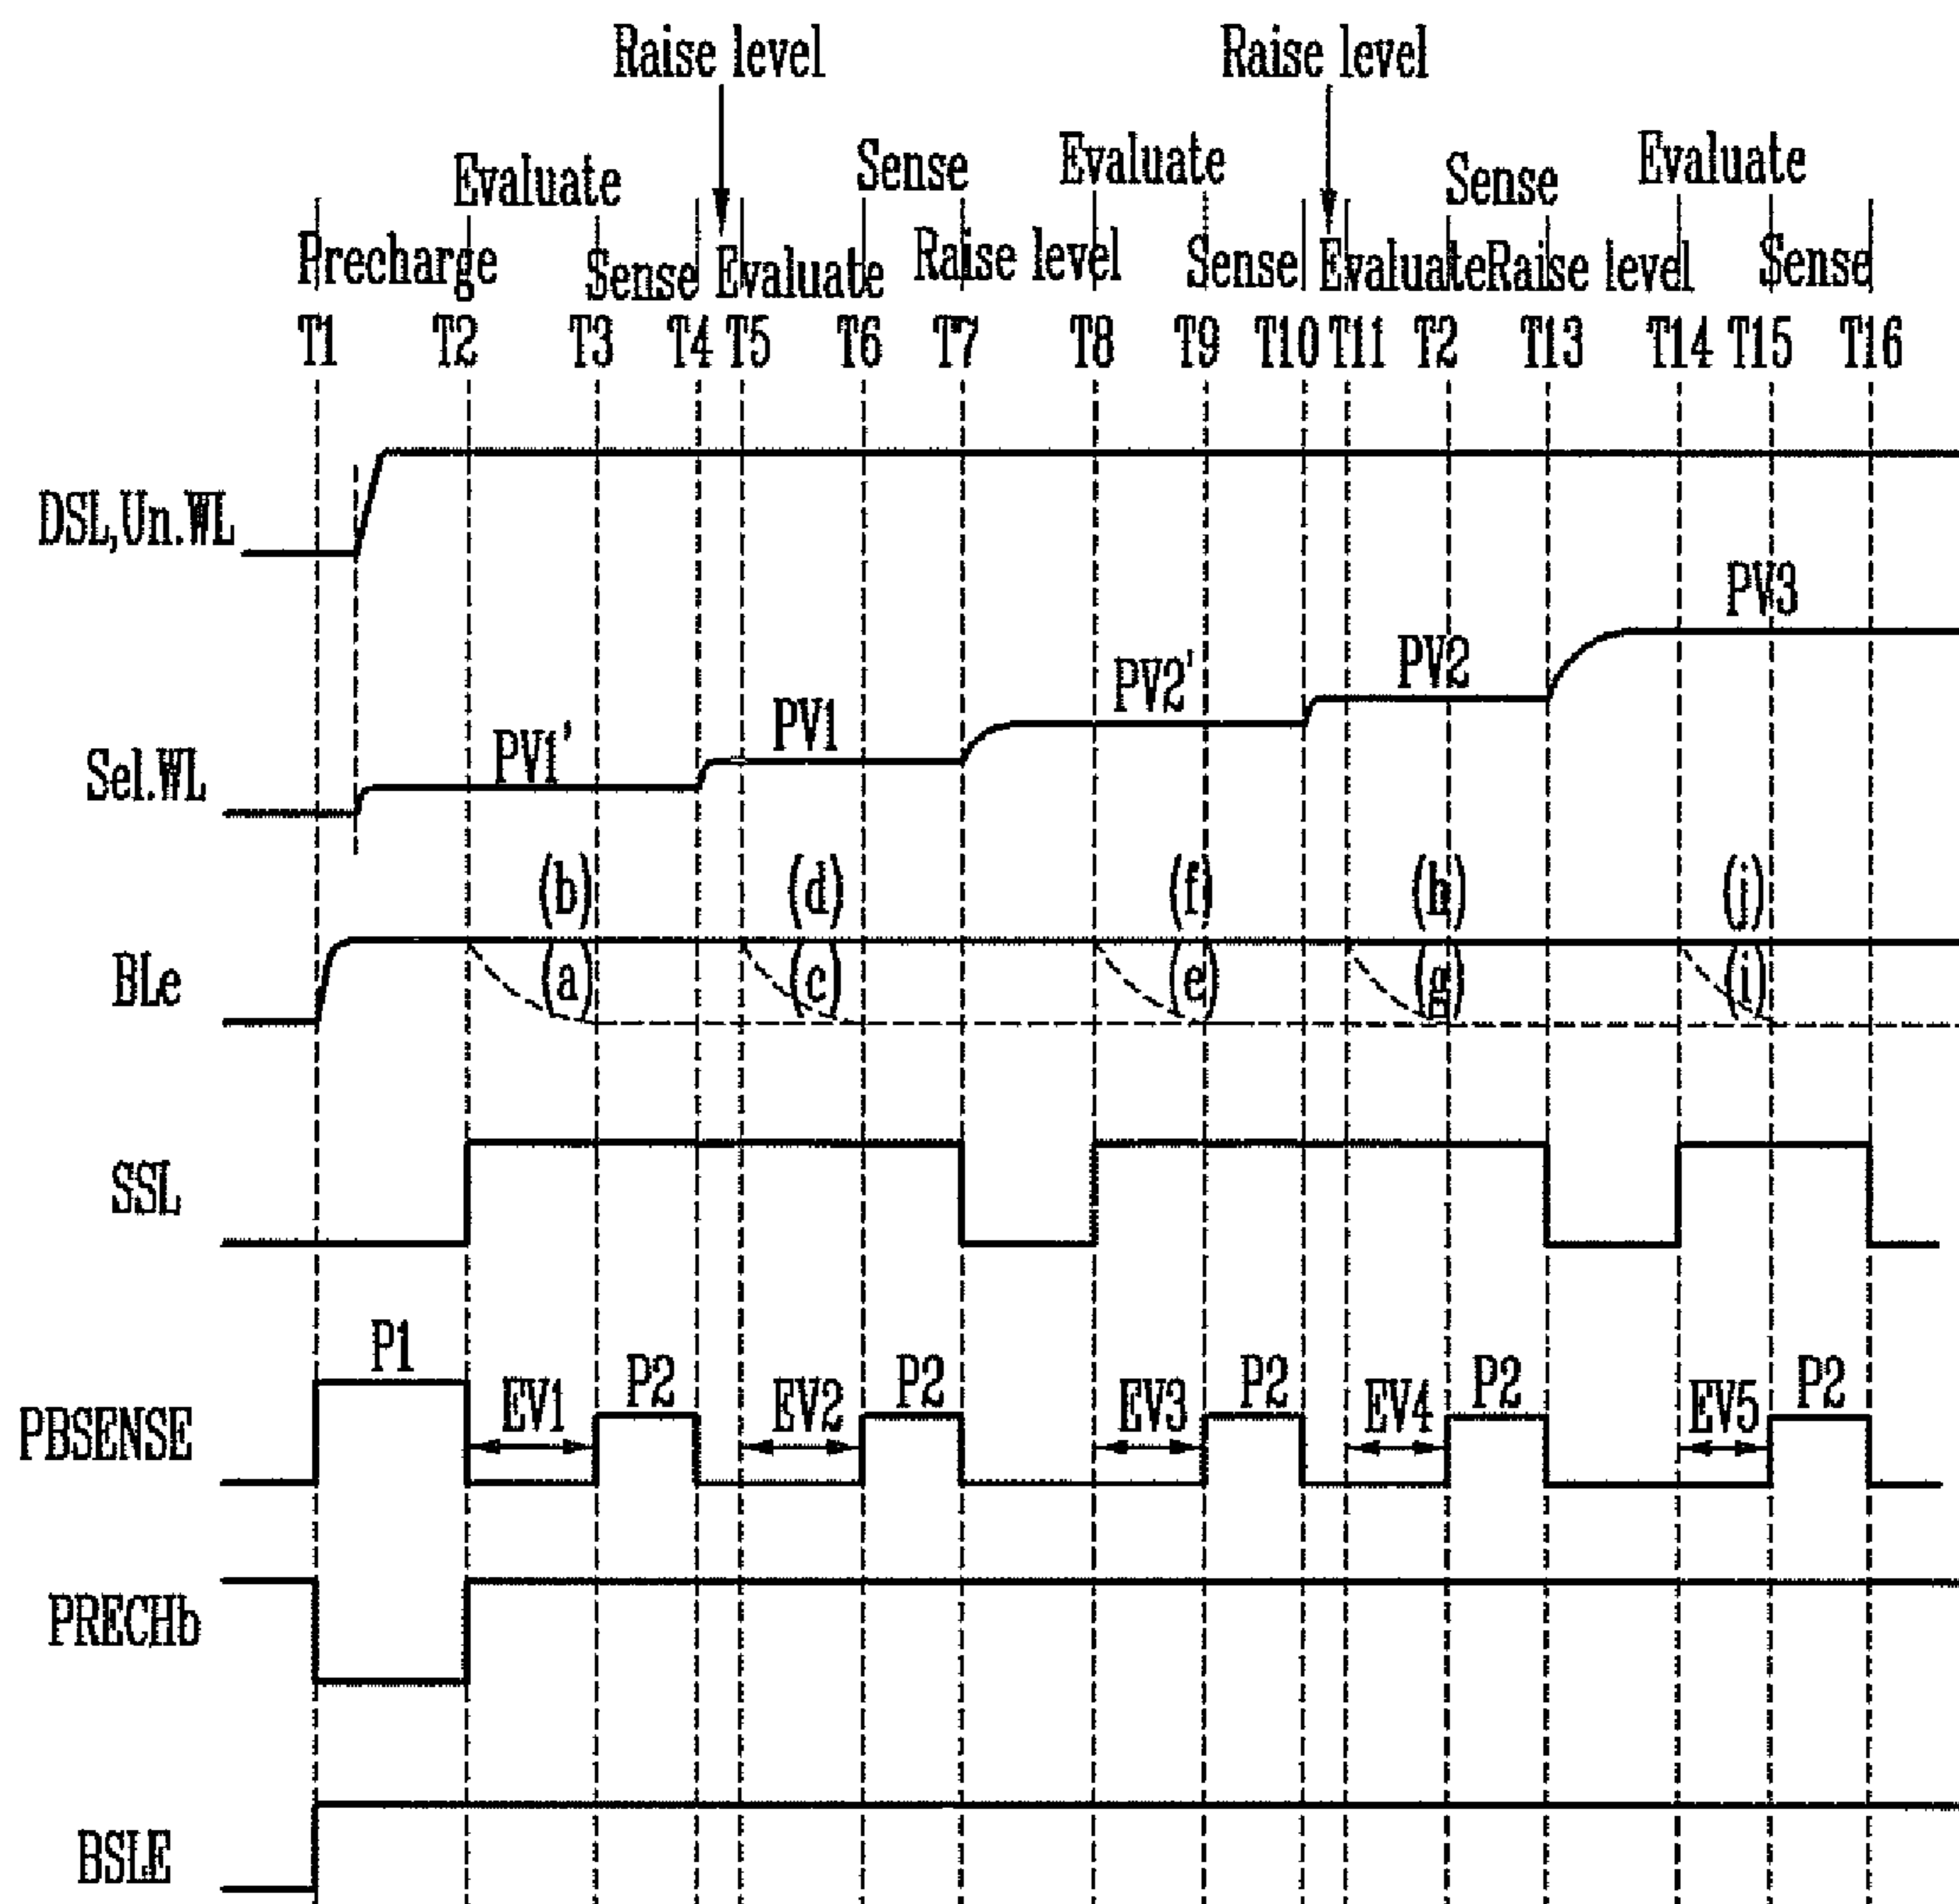 Raise level Raise level
Evaluate Sense Evaluate Sense Evaluate
Precharge Sense Evaluate Raise level Sense Evaluate Raise level Sense
T1 T2 T3 T4 T5 T6 T7 T8 T9 T10 T11 T2 T13 T14 T15 T16
DSL,Un.WL
Sel.WL PV1' PV1 PV2' PV2 PV3
(b) (d) (f) (h) (j)
BLe (a) (c) (e) (g) (i)
SSL
P1
PBSENSE EV1 P2 EV2 P2 EV3 P2 EV4 P2 EV5 P2
PRECHb
BSLE